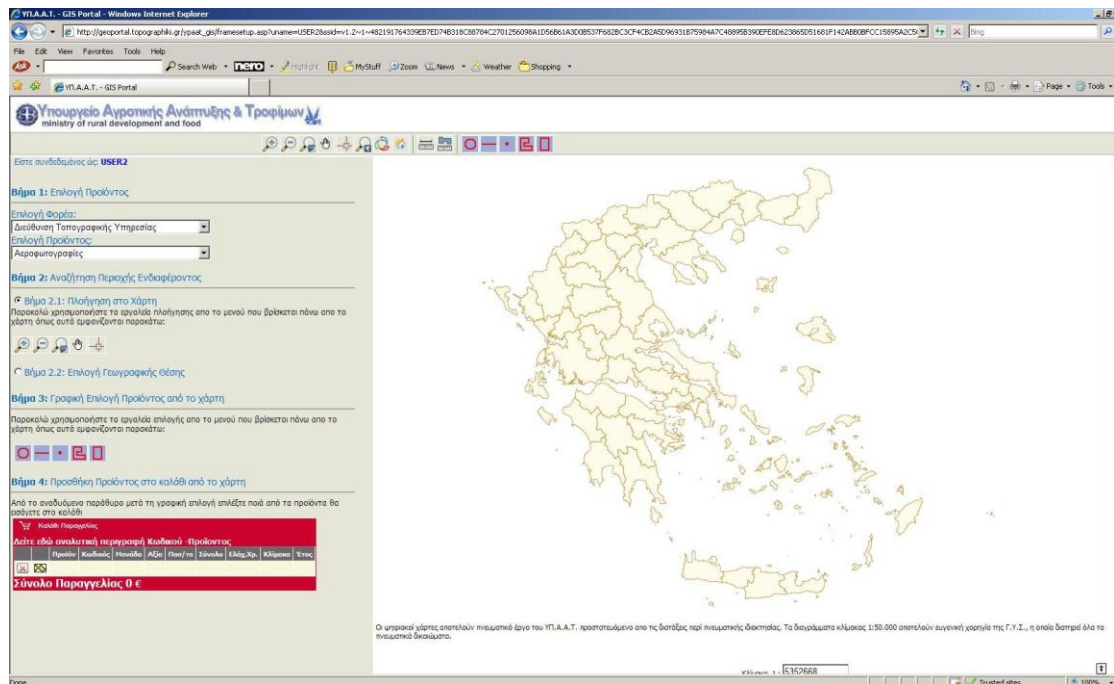 ΥΠ.Α.Α.Τ. - GIS Portal - Windows Internet Explorer
File Edit View Favorites Tools Help
Search Web nero Highlight MyStuff Zoom News Weather Shopping
ΥΠ.Α.Α.Τ. - GIS Portal
Page Tools
Bing
Υπουργείο Αγροτικής Ανάπτυξης & Τροφίμων
ministry of rural development and food
Είστε συνδεδεμένος ώς: USER2
Βήμα 1: Επιλογή Προϊόντος
Επιλογή Φορέα:
Διεύθυνση Τοπογραφικής Υπηρεσίας
Επιλογή Προϊόντος:
Αεροφωτογραφίες
Βήμα 2: Αναζήτηση Περιοχής Ενδιαφέροντος
Βήμα 2.1: Πλοήγηση στο Χάρτη
Παρακαλώ χρησιμοποιήστε τα εργαλεία πλοήγησης απο το μενού που βρίσκεται πάνω απο το
χάρτη όπως αυτά εμφανίζονται παρακάτω:
Βήμα 2.2: Επιλογή Γεωγραφικής Θέσης
Βήμα 3: Γραφική Επιλογή Προϊόντος από το χάρτη
Παρακαλώ χρησιμοποιήστε τα εργαλεία επιλογής απο το μενού που βρίσκεται πάνω απο το
χάρτη όπως αυτά εμφανίζονται παρακάτω:
Βήμα 4: Προσθήκη Προϊόντος στο καλάθι από το χάρτη
Από το αναδυόμενο παράθυρο μετά τη γραφική επιλογή επιλέξτε ποιά από τα προϊόντα θα
εισάγετε στο καλάθι
Καλάθι Παραγγελίας
Δείτε εδώ αναλυτική περιγραφή Κωδικού -Προϊοντος
Προϊόν Κωδικός Μονάδα Αξία Ποσ/τα Σύνολο Ελάχ.Χρ. Κλίμακα Έτος
Σύνολο Παραγγελίας 0 €
Οι ψηφιακοί χάρτες αποτελούν πνευματικό έργο του ΥΠ.Α.Α.Τ. προστατευόμενο απο τις διατάξεις περί πνευματικής ιδιοκτησίας. Τα διαγράμματα κλίμακας 1:50.000 αποτελούν ευγενική χορηγία της Γ.Υ.Σ., η οποία διατηρεί όλα τα
πνευματικά δικαιώματα.
Κλίμακα 1: 5352668
Done
Trusted sites 100%